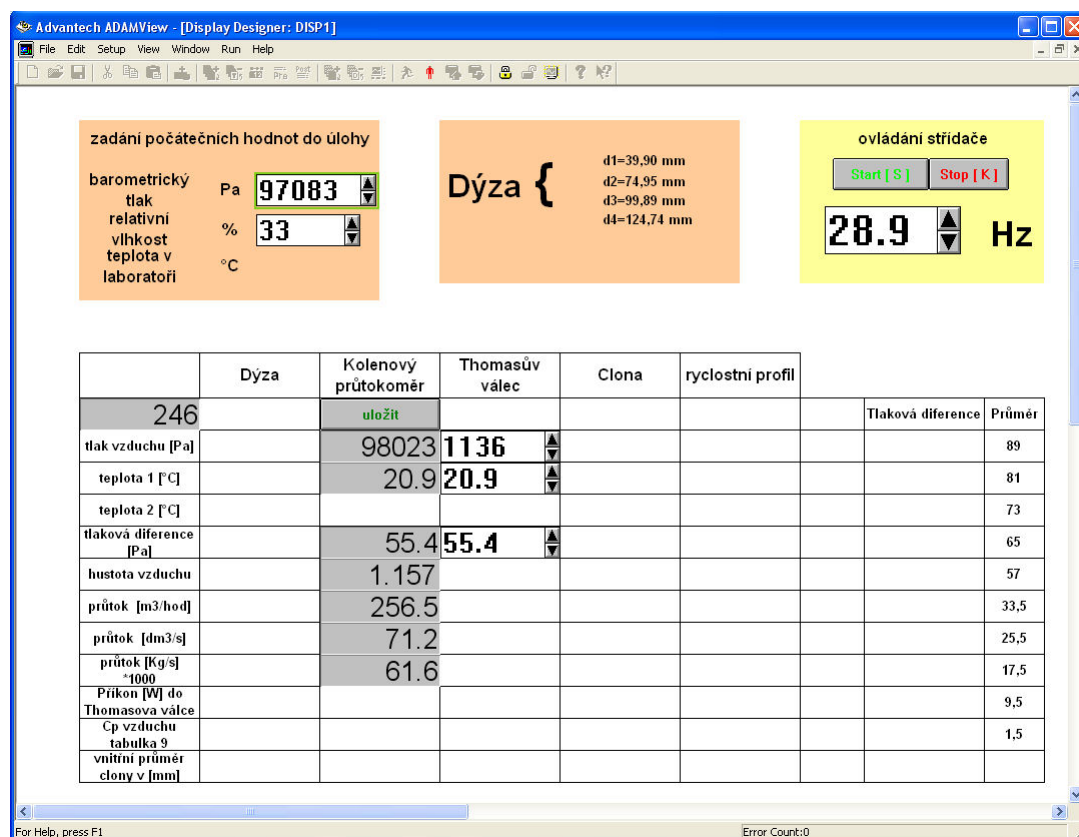 Advantech ADAMView - [Display Designer: DISP1]
File Edit Setup View Window Run Help
zadání počátečních hodnot do úlohy
barometrický
tlak
Pa 97083
relativní
vlhkost
% 33
teplota v
laboratoři
°C
Dýza {
d1=39,90 mm
d2=74,95 mm
d3=99,89 mm
d4=124,74 mm
ovládání střídače
Start [ S ] Stop [ K ]
28.9 Hz
Dýza Kolenový průtokoměr Thomasův válec Clona ryclostní profil
246 uložit Tlaková diference Průměr
tlak vzduchu [Pa] 98023 1136 89
teplota 1 [°C] 20.9 20.9 81
teplota 2 [°C] 73
tlaková diference [Pa] 55.4 55.4 65
hustota vzduchu 1.157 57
průtok [m3/hod] 256.5 33,5
průtok [dm3/s] 71.2 25,5
průtok [Kg/s] *1000 61.6 17,5
Příkon [W] do Thomasova válce 9,5
Cp vzduchu tabulka 9 1,5
vnitřní průměr clony v [mm]
For Help, press F1 Error Count:0